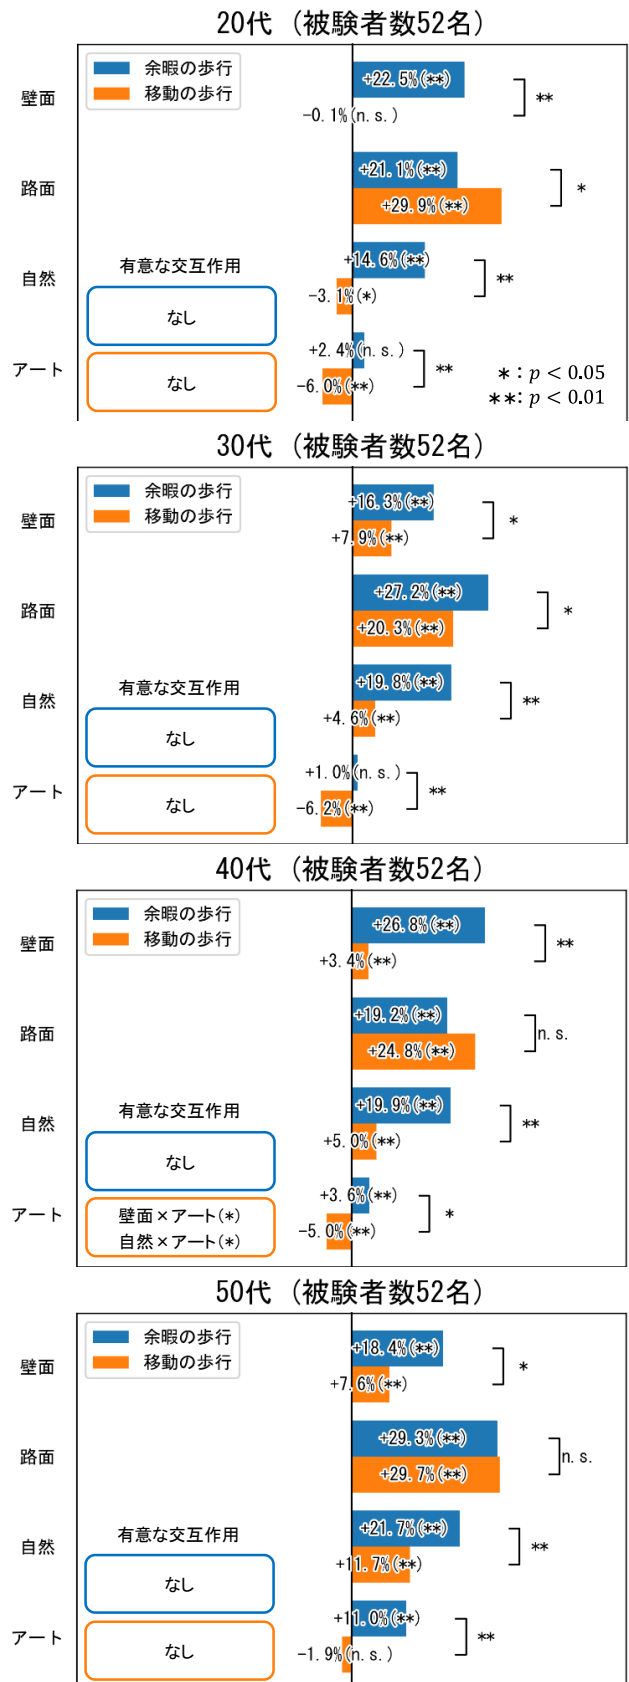 20代（被験者数52名）
余暇の歩行
移動の歩行
壁面
+22.5%(**)
-0.1%(n.s.)
**
路面
+21.1%(**)
+29.9%(**)
*
自然
+14.6%(**)
-3.1%(*)
**
有意な交互作用
なし
なし
アート
+2.4%(n.s.)
-6.0%(**)
**
*：p < 0.05
**：p < 0.01
30代（被験者数52名）
余暇の歩行
移動の歩行
壁面
+16.3%(**)
+7.9%(**)
*
路面
+27.2%(**)
+20.3%(**)
*
自然
+19.8%(**)
+4.6%(**)
**
有意な交互作用
なし
なし
アート
+1.0%(n.s.)
-6.2%(**)
**
40代（被験者数52名）
余暇の歩行
移動の歩行
壁面
+26.8%(**)
+3.4%(**)
**
路面
+19.2%(**)
+24.8%(**)
n.s.
自然
+19.9%(**)
+5.0%(**)
**
有意な交互作用
なし
壁面×アート(*)
自然×アート(*)
アート
+3.6%(**)
-5.0%(**)
*
50代（被験者数52名）
余暇の歩行
移動の歩行
壁面
+18.4%(**)
+7.6%(**)
*
路面
+29.3%(**)
+29.7%(**)
n.s.
自然
+21.7%(**)
+11.7%(**)
**
有意な交互作用
なし
なし
アート
+11.0%(**)
-1.9%(n.s.)
**